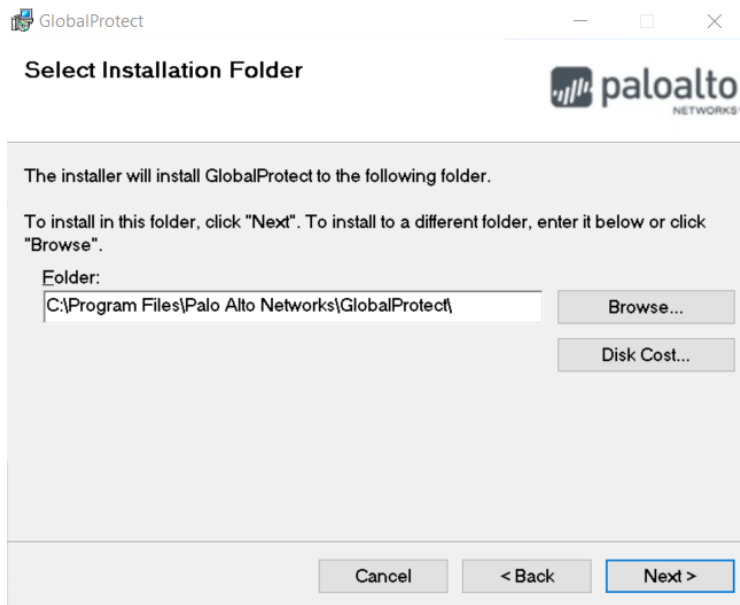 GlobalProtect
Select Installation Folder
paloalto
NETWORKS
The installer will install GlobalProtect to the following folder.
To install in this folder, click "Next". To install to a different folder, enter it below or click
"Browse".
Folder:
C:\Program Files\Palo Alto Networks\GlobalProtect\
Browse...
Disk Cost...
Cancel
< Back
Next >